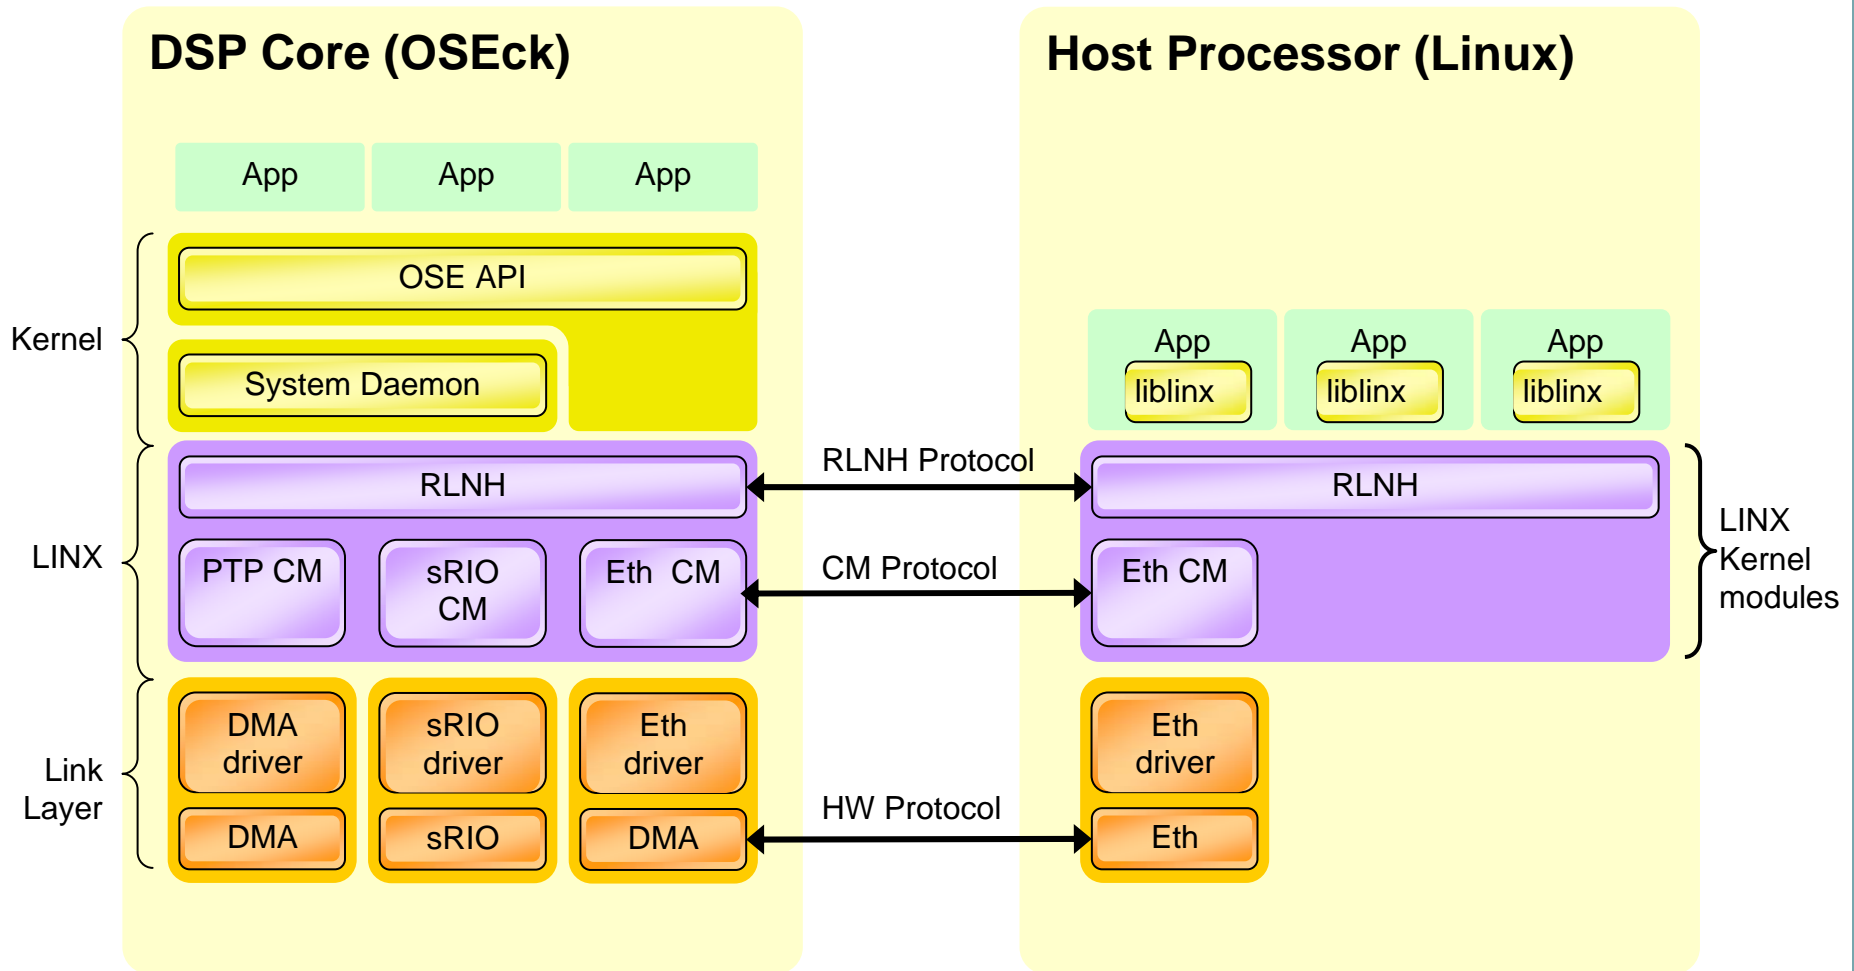 DSP Core (OSEck)
App
App
App
Kernel
OSE API
System Daemon
LINX
RLNH
PTP CM
sRIO
CM
Eth CM
Link
Layer
DMA
driver
sRIO
driver
Eth
driver
DMA
sRIO
DMA
RLNH Protocol
CM Protocol
HW Protocol
Host Processor (Linux)
App
liblinx
App
liblinx
App
liblinx
RLNH
Eth CM
LINX
Kernel
modules
Eth
driver
Eth